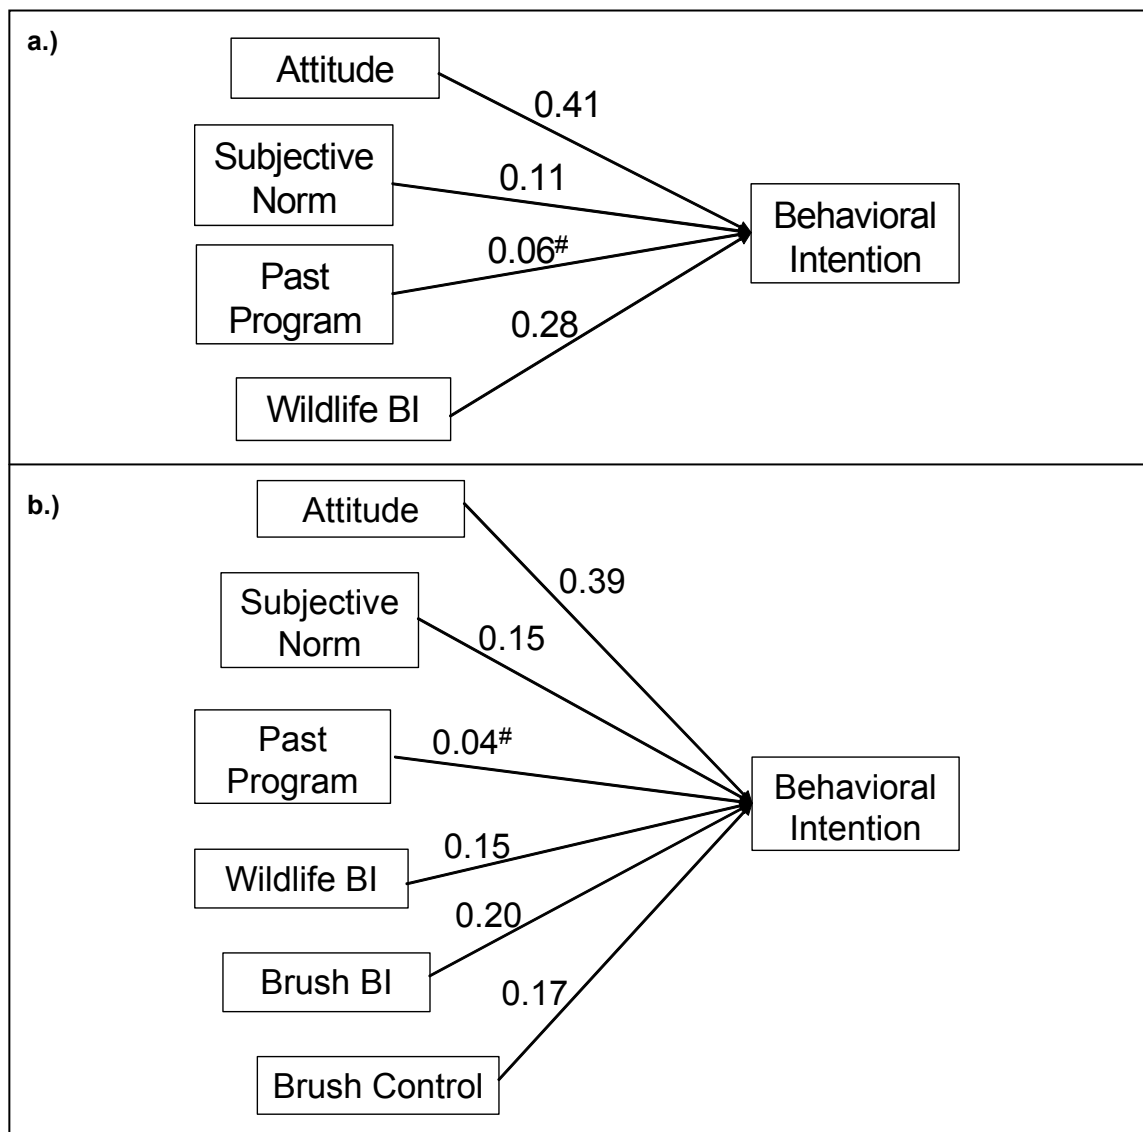 a.)
Attitude
0.41
Subjective
Norm
0.11
Behavioral
Intention
Past
Program
0.06#
0.28
Wildlife BI
b.)
Attitude
0.39
Subjective
Norm
0.15
Past
Program
0.04#
Behavioral
Intention
Wildlife BI
0.15
0.20
Brush BI
0.17
Brush Control